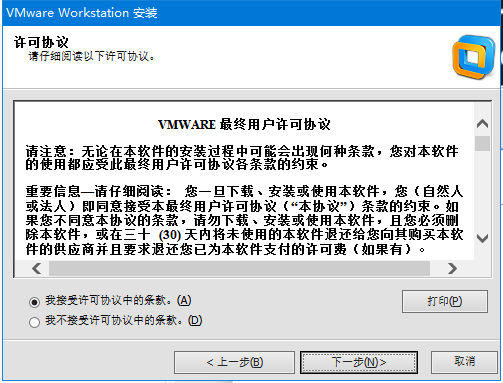 VMware Workstation 安装
许可协议
请仔细阅读以下许可协议。
VMWARE 最终用户许可协议
请注意：无论在本软件的安装过程中可能会出现何种条款，您对本软件
的使用都应受此最终用户许可协议各条款的约束。
重要信息—请仔细阅读： 您一旦下载、安装或使用本软件，您（自然人
或法人）即同意接受本最终用户许可协议（“本协议”）条款的约束。如
果您不同意本协议的条款，请勿下载、安装或使用本软件，且您必须删
除本软件，或在三十 (30) 天内将未使用的本软件退还给您向其购买本软
件的供应商并且要求退还您已为本软件支付的许可费（如果有）。
我接受许可协议中的条款。(A)
打印(P)
我不接受许可协议中的条款。(D)
< 上一步(B)
下一步(N)>
取消